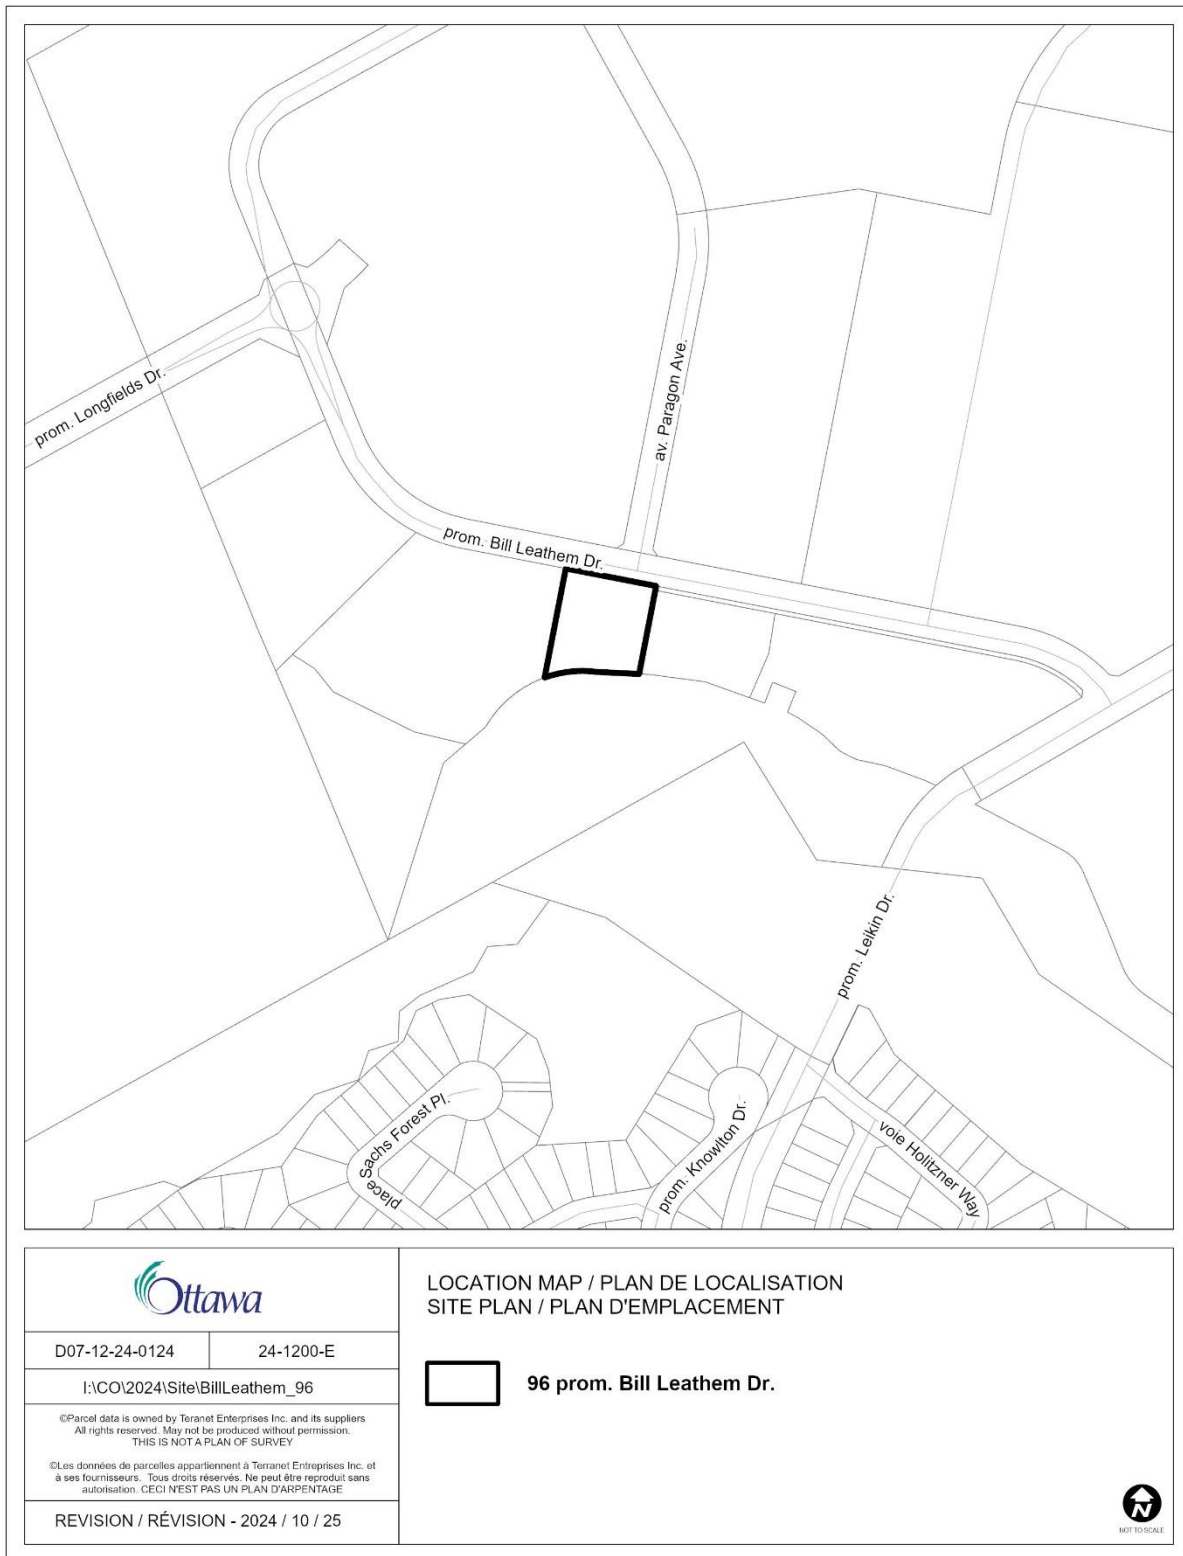 prom. Longfields Dr.
av. Paragon Ave.
prom. Bill Leathem Dr.
prom. Leikin Dr.
place Sachs Forest Pl.
prom. Knowlton Dr.
voie Holitzner Way
Ottawa
D07-12-24-0124
24-1200-E
I:\CO\2024\Site\BillLeathem_96
©Parcel data is owned by Teranet Enterprises Inc. and its suppliers
All rights reserved. May not be produced without permission.
THIS IS NOT A PLAN OF SURVEY
©Les données de parcelles appartiennent à Terranet Entreprises Inc. et
à ses fournisseurs. Tous droits réservés. Ne peut être reproduit sans
autorisation. CECI N'EST PAS UN PLAN D'ARPENTAGE
REVISION / RÉVISION - 2024 / 10 / 25
LOCATION MAP / PLAN DE LOCALISATION
SITE PLAN / PLAN D'EMPLACEMENT
96 prom. Bill Leathem Dr.
N
NOT TO SCALE